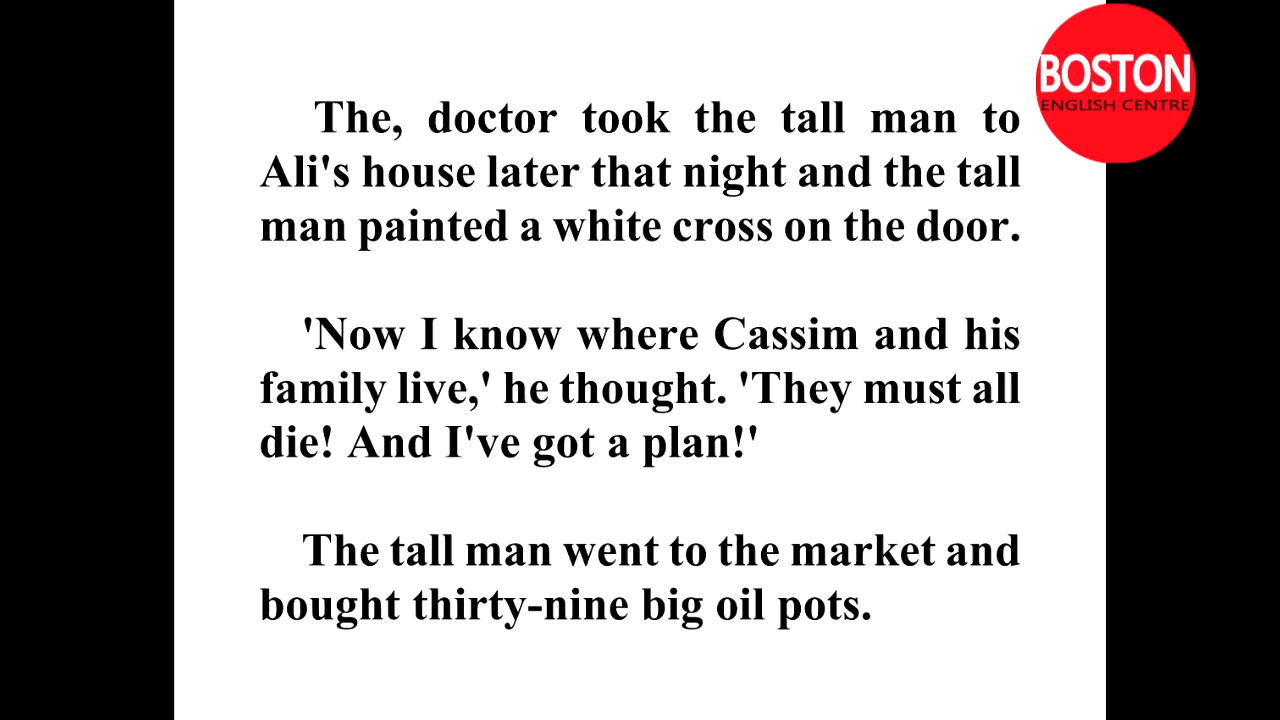 BOSTON
ENGLISH CENTRE
The, doctor took the tall man to
Ali's house later that night and the tall
man painted a white cross on the door.
'Now I know where Cassim and his
family live,' he thought. 'They must all
die! And I've got a plan!'
The tall man went to the market and
bought thirty-nine big oil pots.